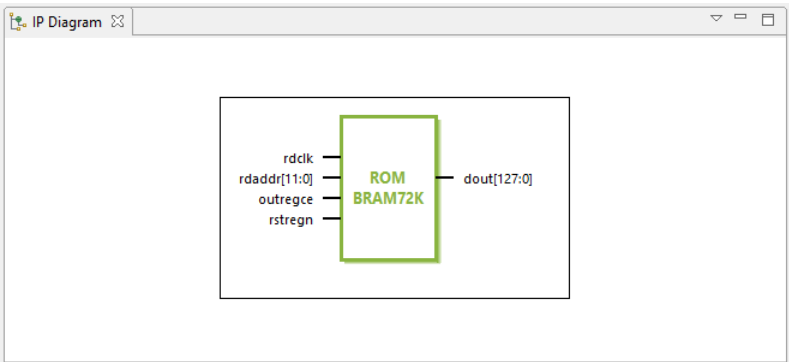 IP Diagram
rdclk
rdaddr[11:0]
outregce
rstregn
ROM
BRAM72K
dout[127:0]